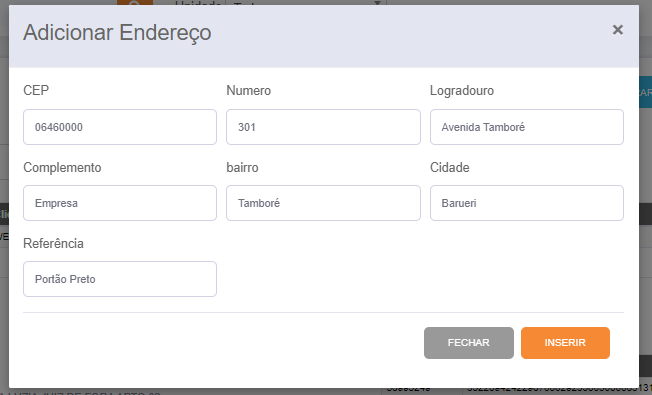 Adicionar Endereço ×
CEP Numero Logradouro
06460000 301 Avenida Tamboré
Complemento bairro Cidade
Empresa Tamboré Barueri
Referência
Portão Preto
FECHAR INSERIR